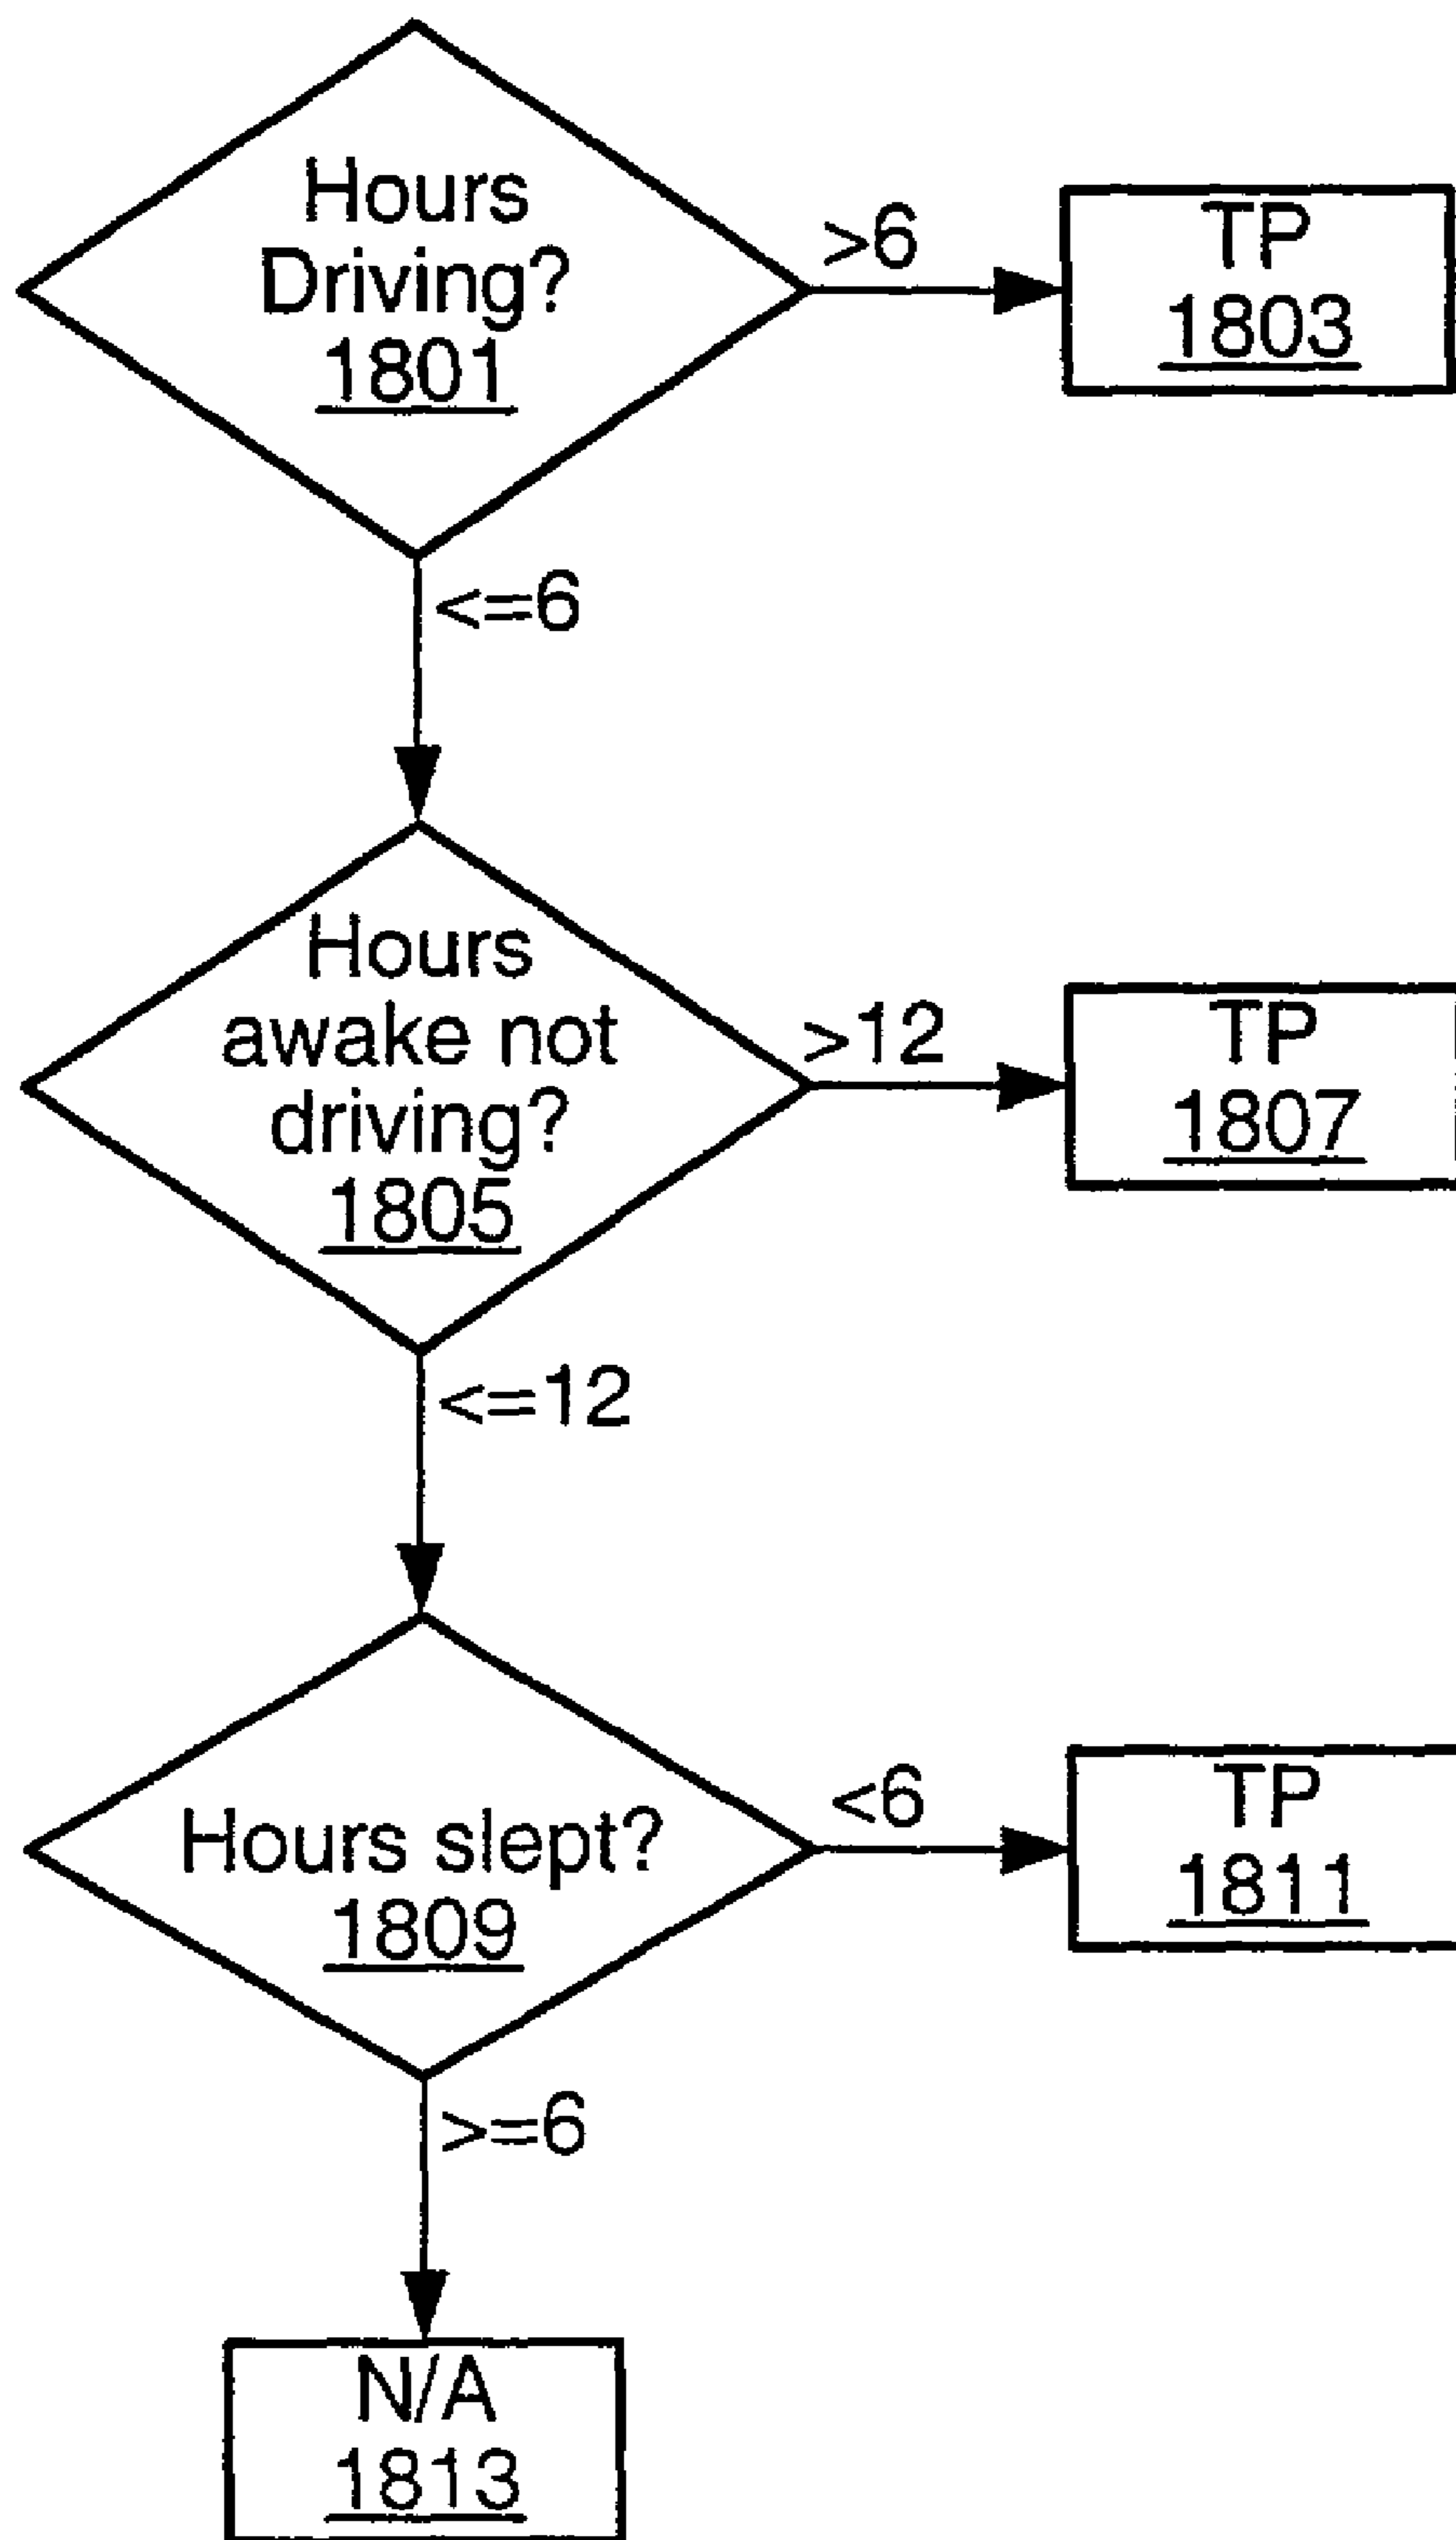 Hours
Driving?
1801
>6
TP
1803
<=6
Hours
awake not
driving?
1805
>12
TP
1807
<=12
Hours slept?
1809
<6
TP
1811
>=6
N/A
1813